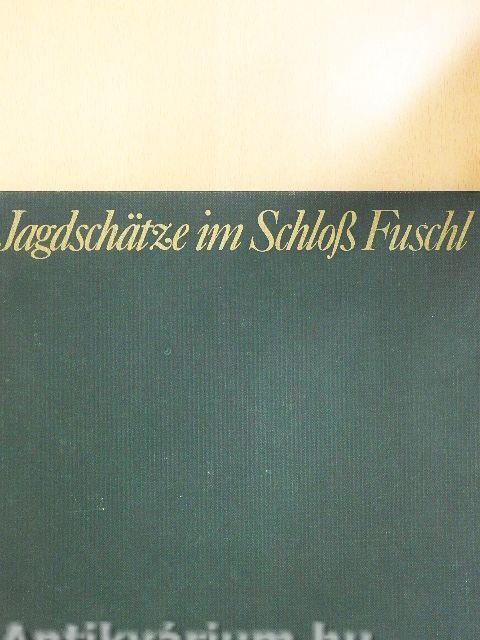 Jagdschätze im Schloß Fuschl
Antikvárium.hu